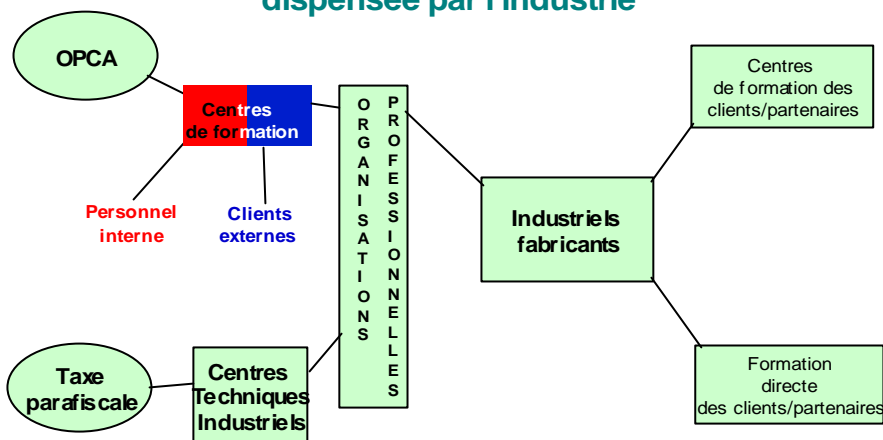 dispensée par l'industrie
OPCA
Centres
de formation
Personnel
interne
Clients
externes
ORGANISATIONS
PROFESSIONNELLES
Industriels
fabricants
Centres
de formation des
clients/partenaires
Taxe
parafiscale
Centres
Techniques
Industriels
Formation
directe
des clients/partenaires